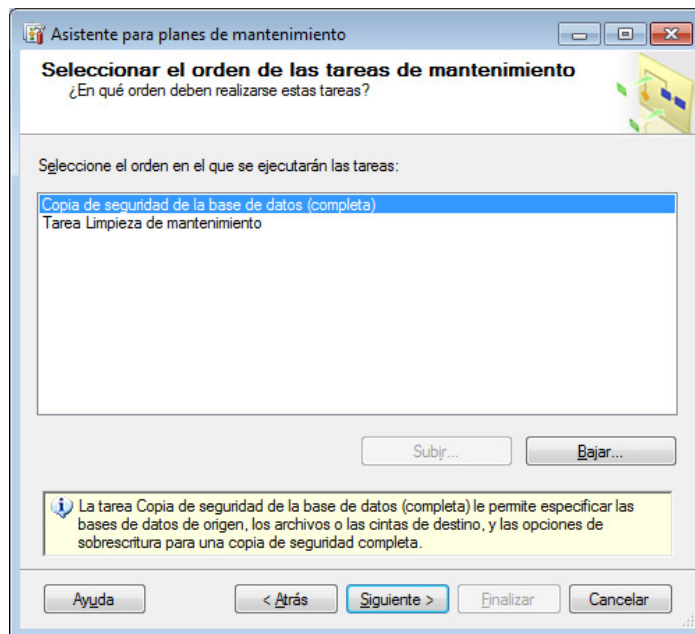 Asistente para planes de mantenimiento
Seleccionar el orden de las tareas de mantenimiento
¿En qué orden deben realizarse estas tareas?
Seleccione el orden en el que se ejecutarán las tareas:
Copia de seguridad de la base de datos (completa)
Tarea Limpieza de mantenimiento
Subir...
Bajar...
La tarea Copia de seguridad de la base de datos (completa) le permite especificar las
bases de datos de origen, los archivos o las cintas de destino, y las opciones de
sobrescritura para una copia de seguridad completa.
Ayuda
< Atrás
Siguiente >
Finalizar
Cancelar